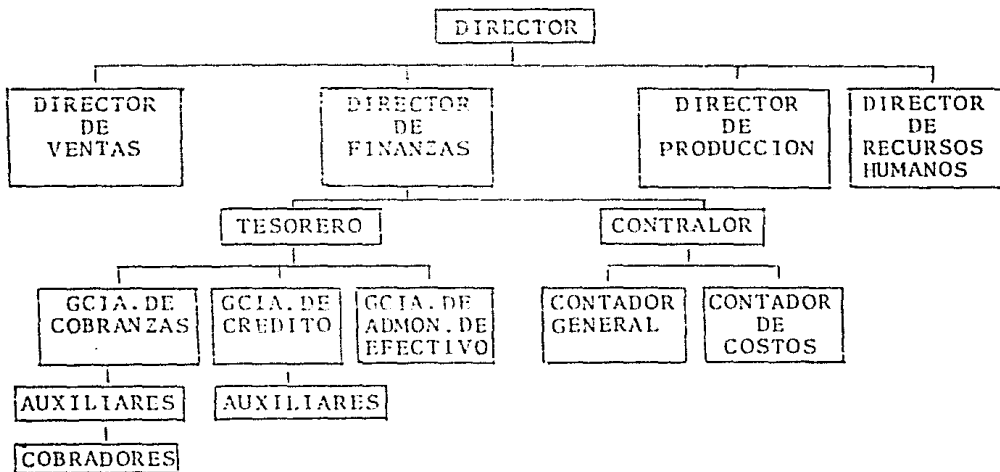 DIRECTOR
DIRECTOR
DE
VENTAS
DIRECTOR
DE
FINANZAS
DIRECTOR
DE
PRODUCCION
DIRECTOR
DE
RECURSOS
HUMANOS
TESORERO
CONTRALOR
GCIA.DE
COBRANZAS
GCIA.DE
CREDITO
GCIA.DE
ADMON.DE
EFECTIVO
CONTADOR
GENERAL
CONTADOR
DE
COSTOS
AUXILIARES
AUXILIARES
COBRADORES